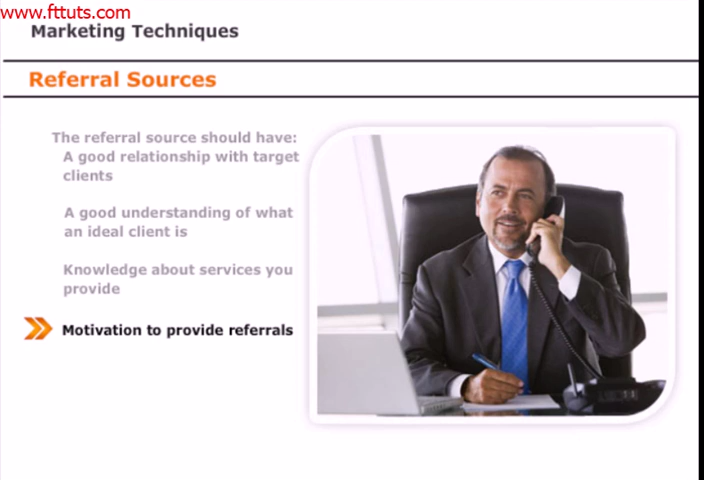 www.fttuts.com
Marketing Techniques
Referral Sources
The referral source should have:
A good relationship with target
clients
A good understanding of what
an ideal client is
Knowledge about services you
provide
Motivation to provide referrals